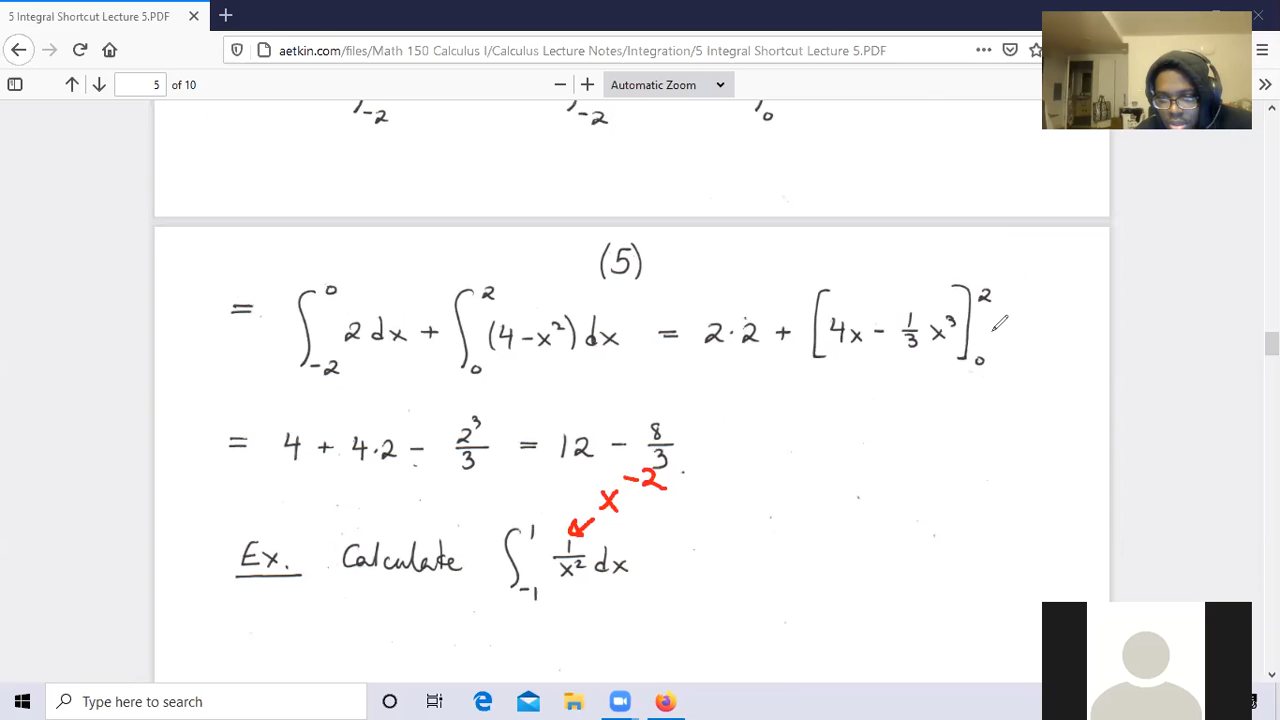 5 Integral Shortcut Lecture 5.PDF × +
aetkin.com/files/Math 150 Calculus I/Calculus Lecture Notes/Integration/5 Integral Shortcut Lecture 5.PDF
5 of 10 − + Automatic Zoom
∫_{-2} ∫_{-2} ∫_0
(5)
= ∫_{-2}^{0} 2 dx + ∫_{0}^{2} (4 - x²) dx = 2·2 + [4x - 1/3 x³]_{0}^{2}
= 4 + 4·2 - 2³/3 = 12 - 8/3.
x^{-2}
Ex. Calculate ∫_{-1}^{1} 1/x² dx
Type here to search